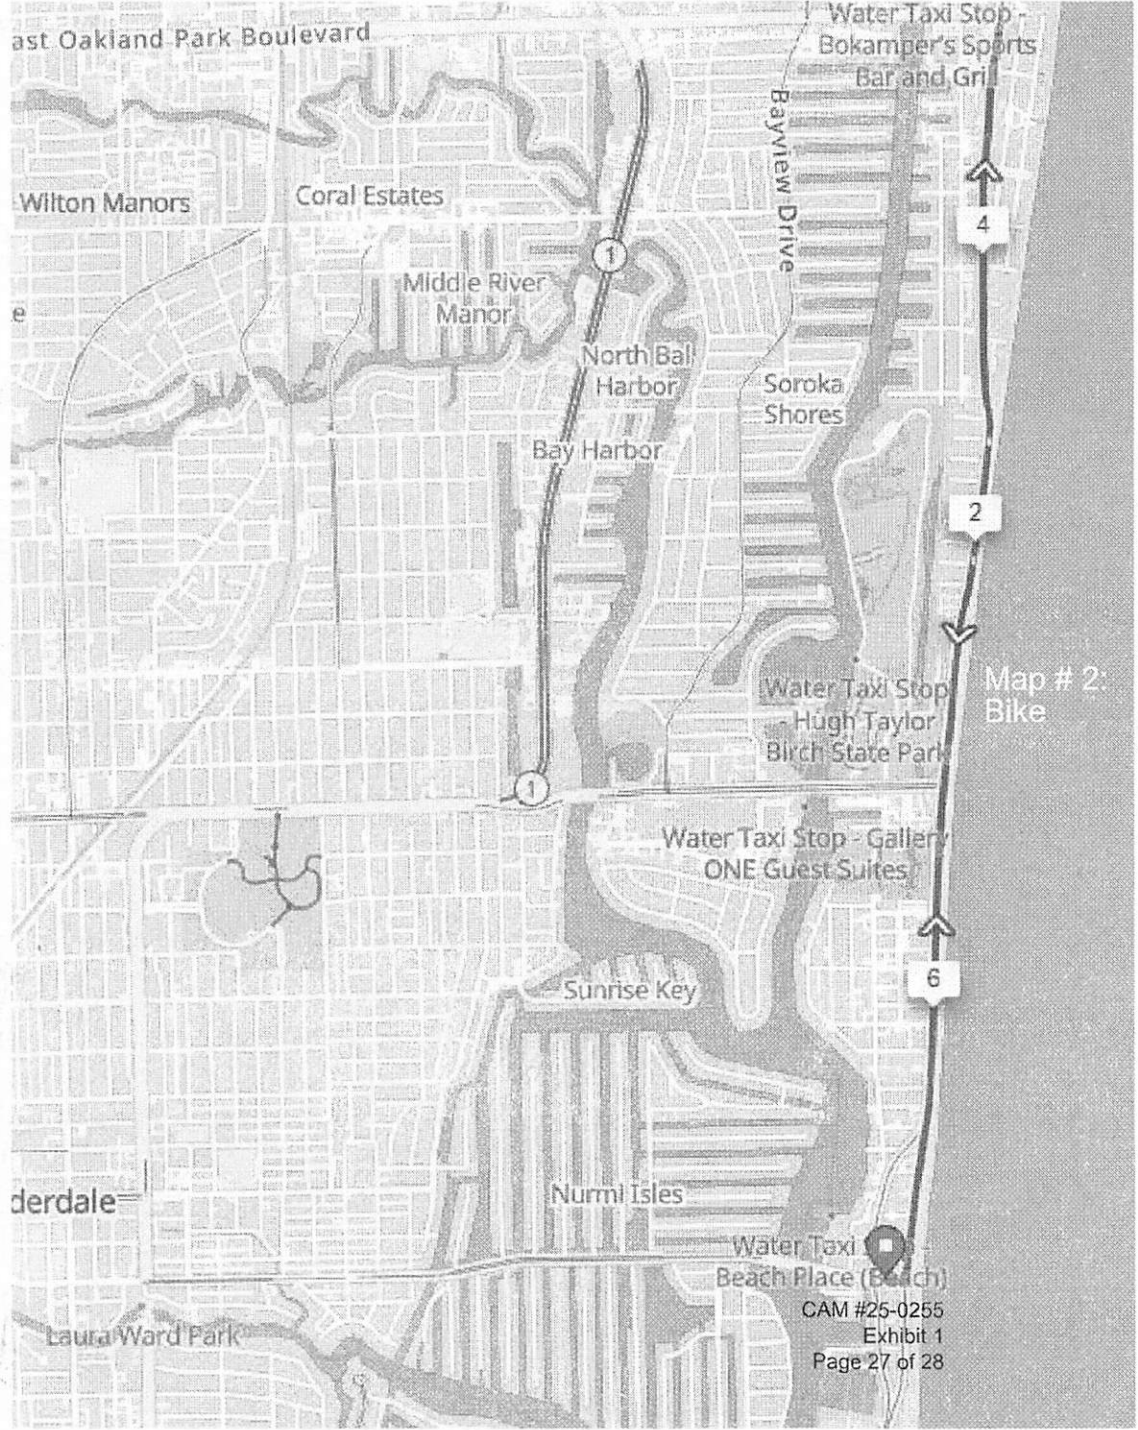 Water Taxi Stop -
Bokamper's Sports
Bar and Grill
ast Oakland Park Boulevard
Bayview Drive
Wilton Manors
Coral Estates
4
1
Middle River
Manor
e
North Bal
Harbor
Soroka
Shores
Bay Harbor
2
Map # 2:
Bike
Water Taxi Stop
- Hugh Taylor
Birch State Park
1
Water Taxi Stop - Gallery
ONE Guest Suites
6
Sunrise Key
Nurmi Isles
derdale
Water Taxi
Beach Place (Beach)
CAM #25-0255
Exhibit 1
Page 27 of 28
Laura Ward Park